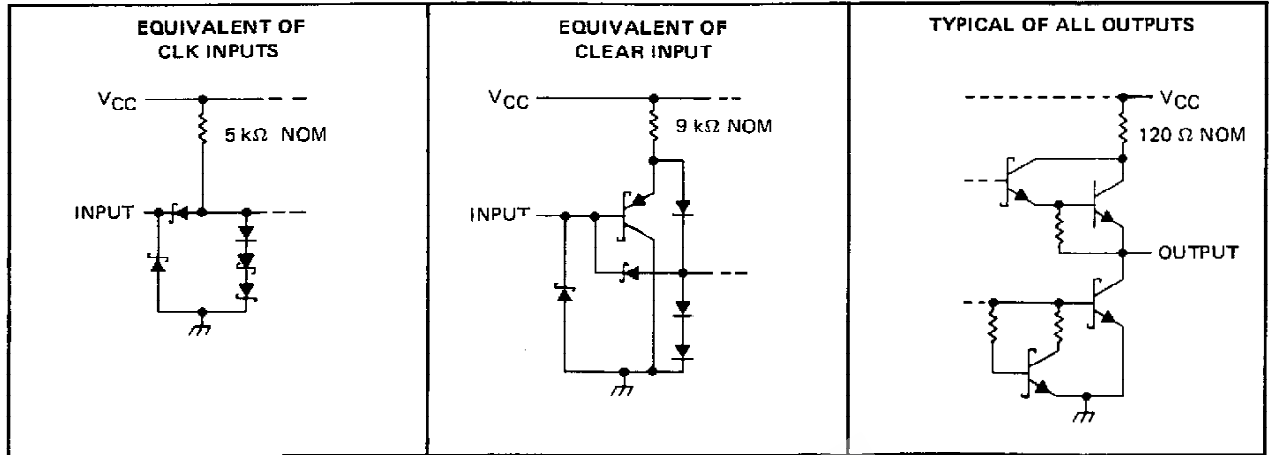 EQUIVALENT OF
CLK INPUTS
VCC
5 kΩ NOM
INPUT
EQUIVALENT OF
CLEAR INPUT
VCC
9 kΩ NOM
INPUT
TYPICAL OF ALL OUTPUTS
VCC
120 Ω NOM
OUTPUT